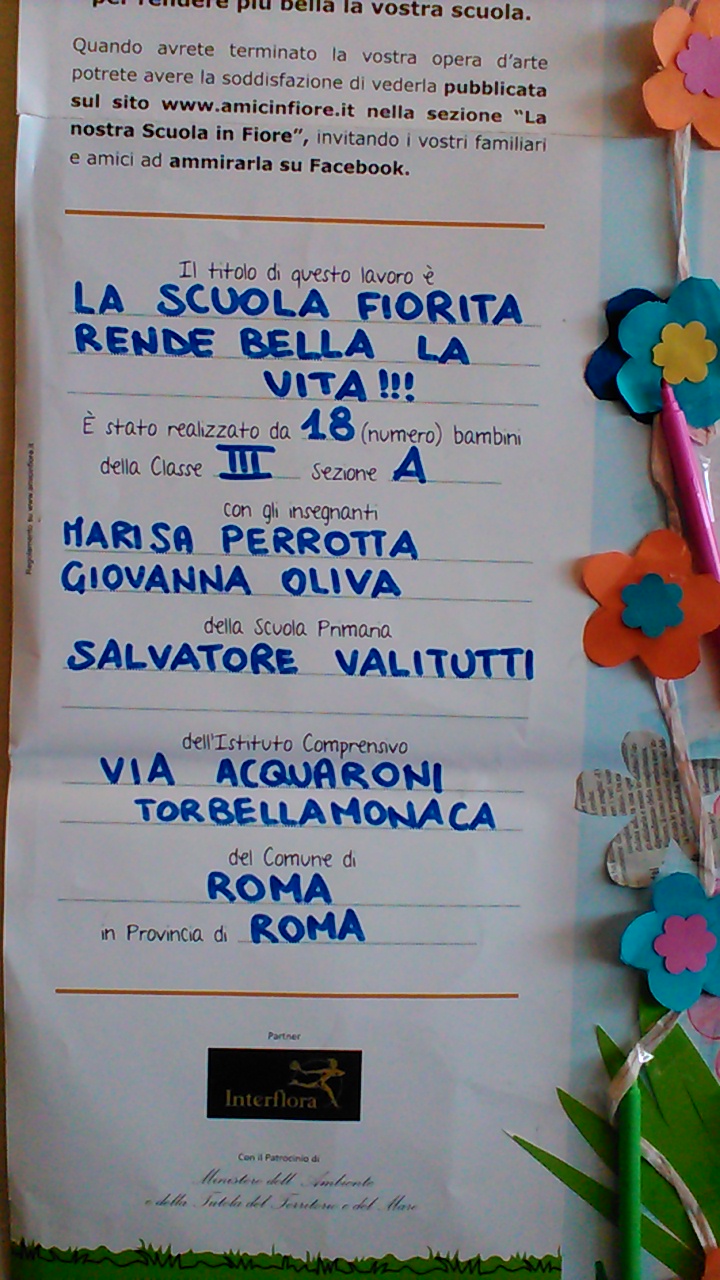 per rendere più bella la vostra scuola.
Quando avrete terminato la vostra opera d'arte
potrete avere la soddisfazione di vederla pubblicata
sul sito www.amicinfiore.it nella sezione "La
nostra Scuola in Fiore", invitando i vostri familiari
e amici ad ammirarla su Facebook.
Il titolo di questo lavoro è
LA SCUOLA FIORITA
RENDE BELLA LA
VITA!!!
È stato realizzato da 18 (numero) bambini
della Classe III Sezione A
con gli insegnanti
MARISA PERROTTA
GIOVANNA OLIVA
della Scuola Primaria
SALVATORE VALITUTTI
dell'Istituto Comprensivo
VIA ACQUARONI
TORBELLAMONACA
del Comune di
ROMA
in Provincia di ROMA
Partner
Interflora
Con il Patrocinio di
Ministero dell'Ambiente
e della Tutela del Territorio e del Mare
Regolamento su www.amicinfiore.it